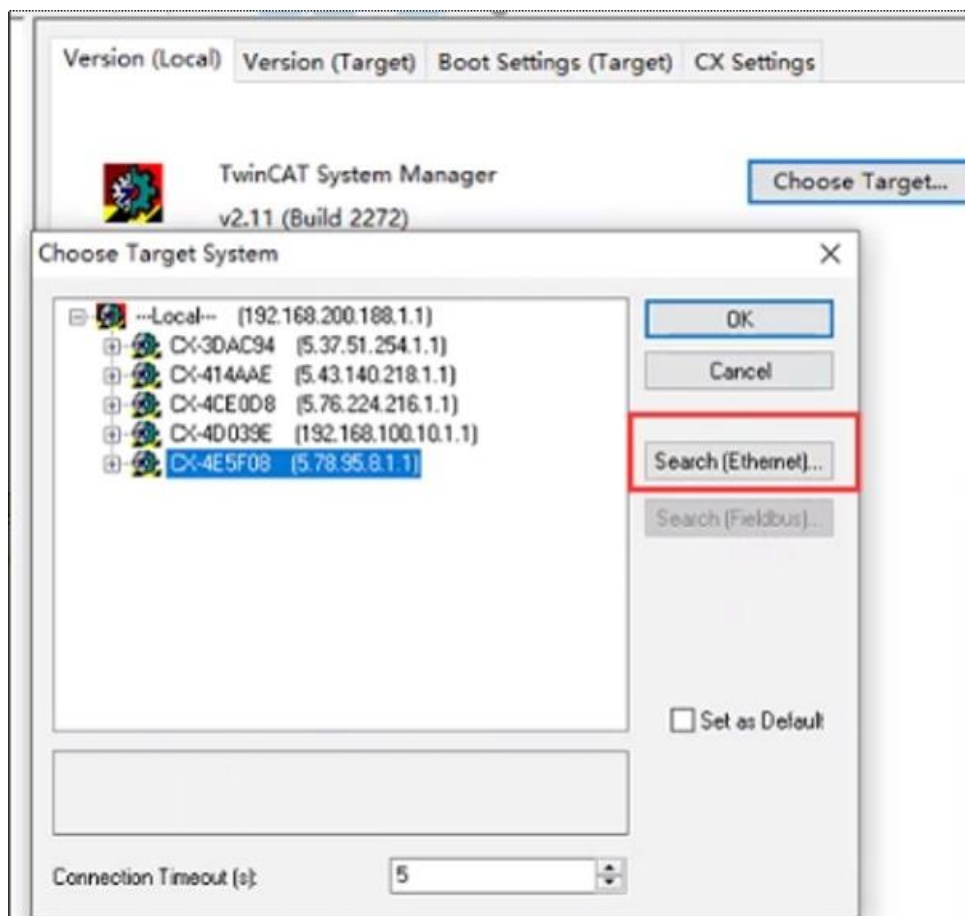 Version (Local) Version (Target) Boot Settings (Target) CX Settings
TwinCAT System Manager
v2.11 (Build 2272)
Choose Target...
Choose Target System
---Local--- (192.168.200.188.1.1)
CX-3DAC94 (5.37.51.254.1.1)
CX-414AAE (5.43.140.218.1.1)
CX-4CE0D8 (5.76.224.216.1.1)
CX-4D039E (192.168.100.10.1.1)
CX-4E5F08 (5.78.95.8.1.1)
OK
Cancel
Search (Ethernet)...
Search (Fieldbus)...
Set as Default
Connection Timeout (s): 5